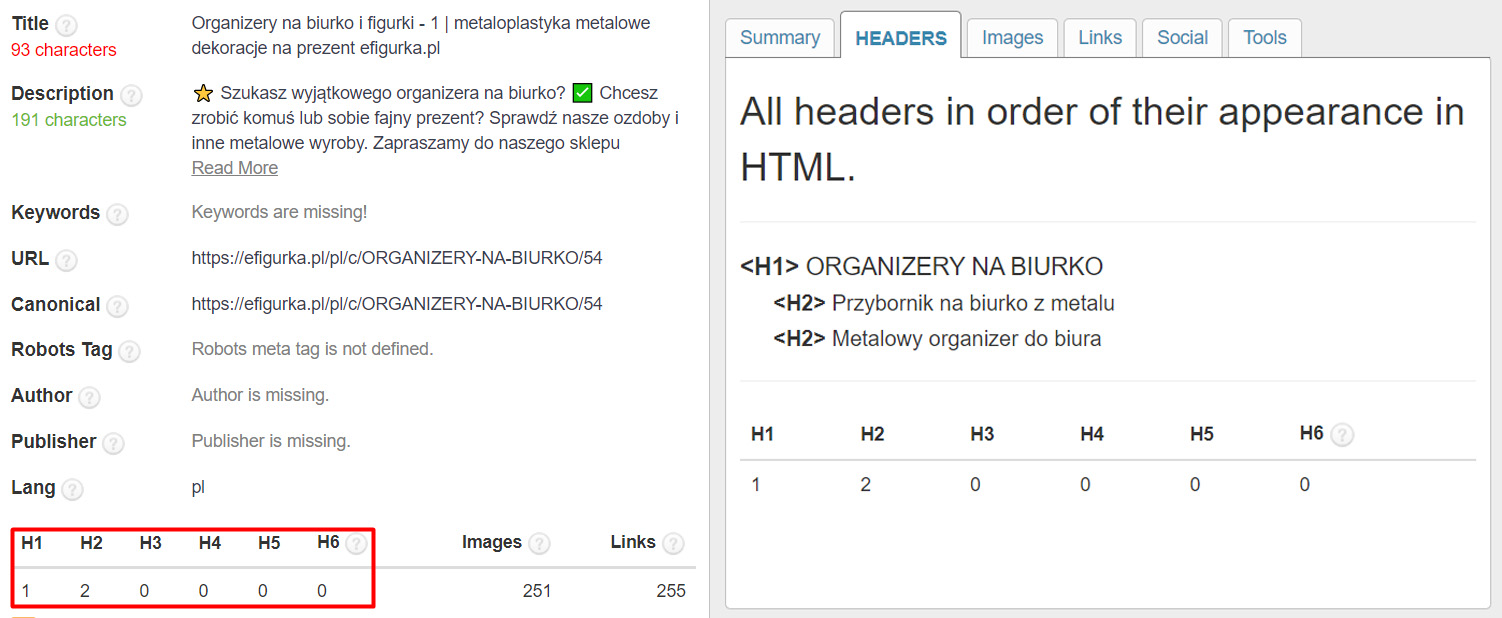 Title ?
93 characters
Organizery na biurko i figurki - 1 | metaloplastyka metalowe
dekoracje na prezent efigurka.pl
Description ?
191 characters
⭐ Szukasz wyjątkowego organizera na biurko? ✅ Chcesz
zrobić komuś lub sobie fajny prezent? Sprawdź nasze ozdoby i
inne metalowe wyroby. Zapraszamy do naszego sklepu
Read More
Keywords ? Keywords are missing!
URL ? https://efigurka.pl/pl/c/ORGANIZERY-NA-BIURKO/54
Canonical ? https://efigurka.pl/pl/c/ORGANIZERY-NA-BIURKO/54
Robots Tag ? Robots meta tag is not defined.
Author ? Author is missing.
Publisher ? Publisher is missing.
Lang ? pl
H1 H2 H3 H4 H5 H6 ? Images ? Links ?
1 2 0 0 0 0 251 255
Summary HEADERS Images Links Social Tools
All headers in order of their appearance in
HTML.
<H1> ORGANIZERY NA BIURKO
<H2> Przybornik na biurko z metalu
<H2> Metalowy organizer do biura
H1 H2 H3 H4 H5 H6 ?
1 2 0 0 0 0